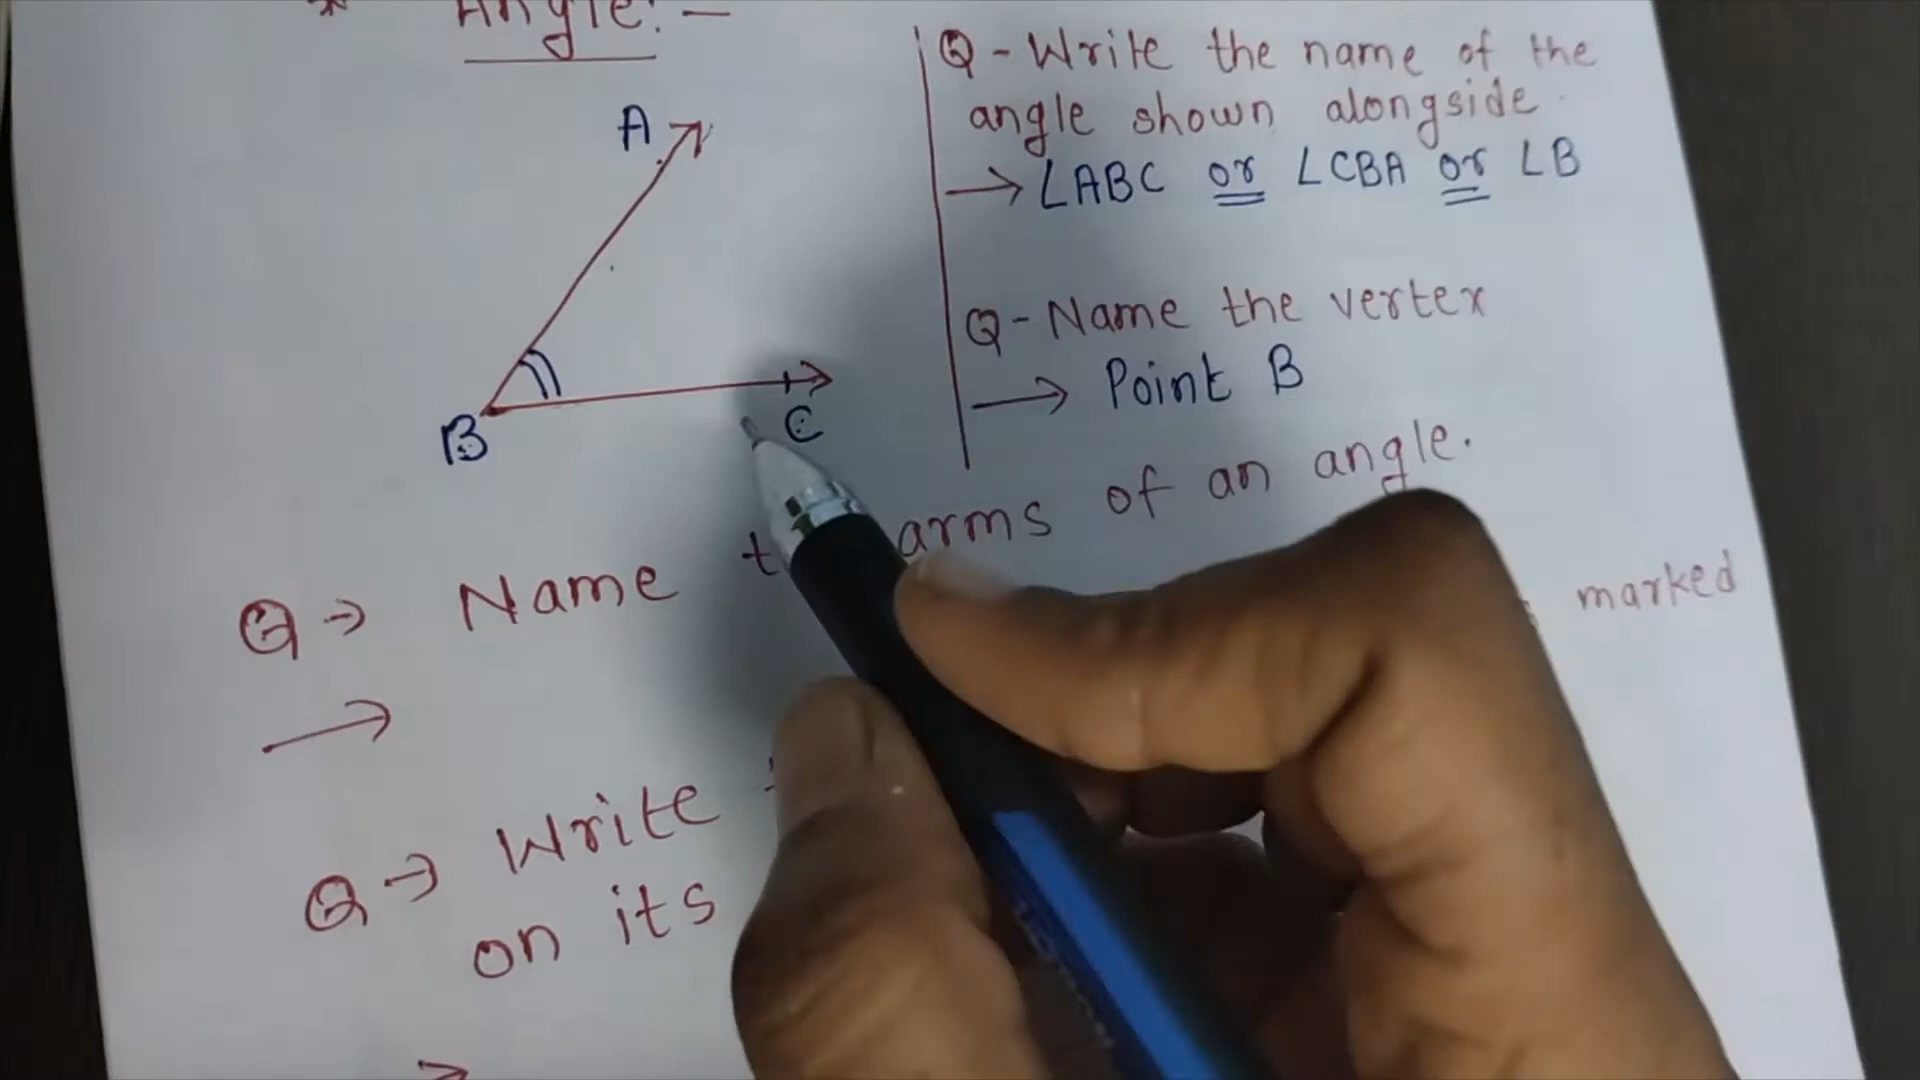 * Angle:-
A
B
C
Q - Write the name of the
angle shown alongside.
→ ∠ABC or ∠CBA or ∠B
Q - Name the vertex
→ Point B
Q → Name arms of an angle.
→
Q → Write marked
on its
→